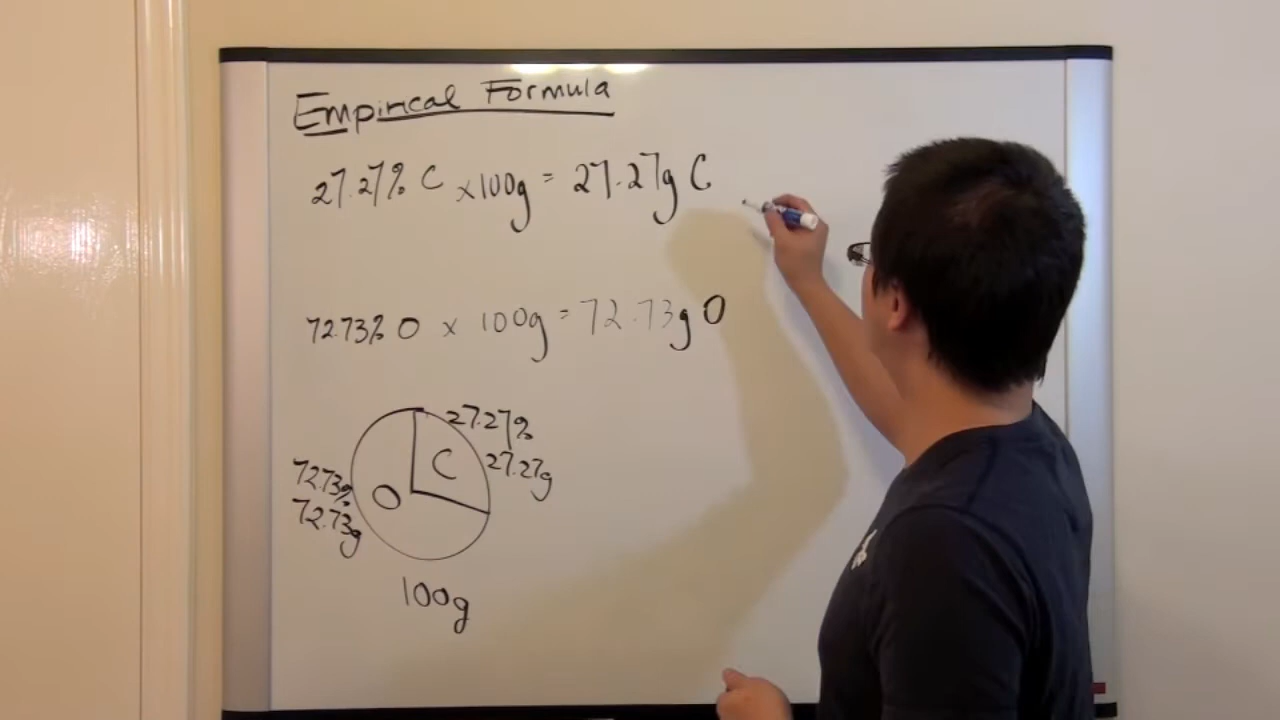 Empirical Formula
27.27% C x100g = 27.27g C
72.73% O x 100g = 72.73g O
27.27%
C
27.27g
72.73%
O
72.73g
100g